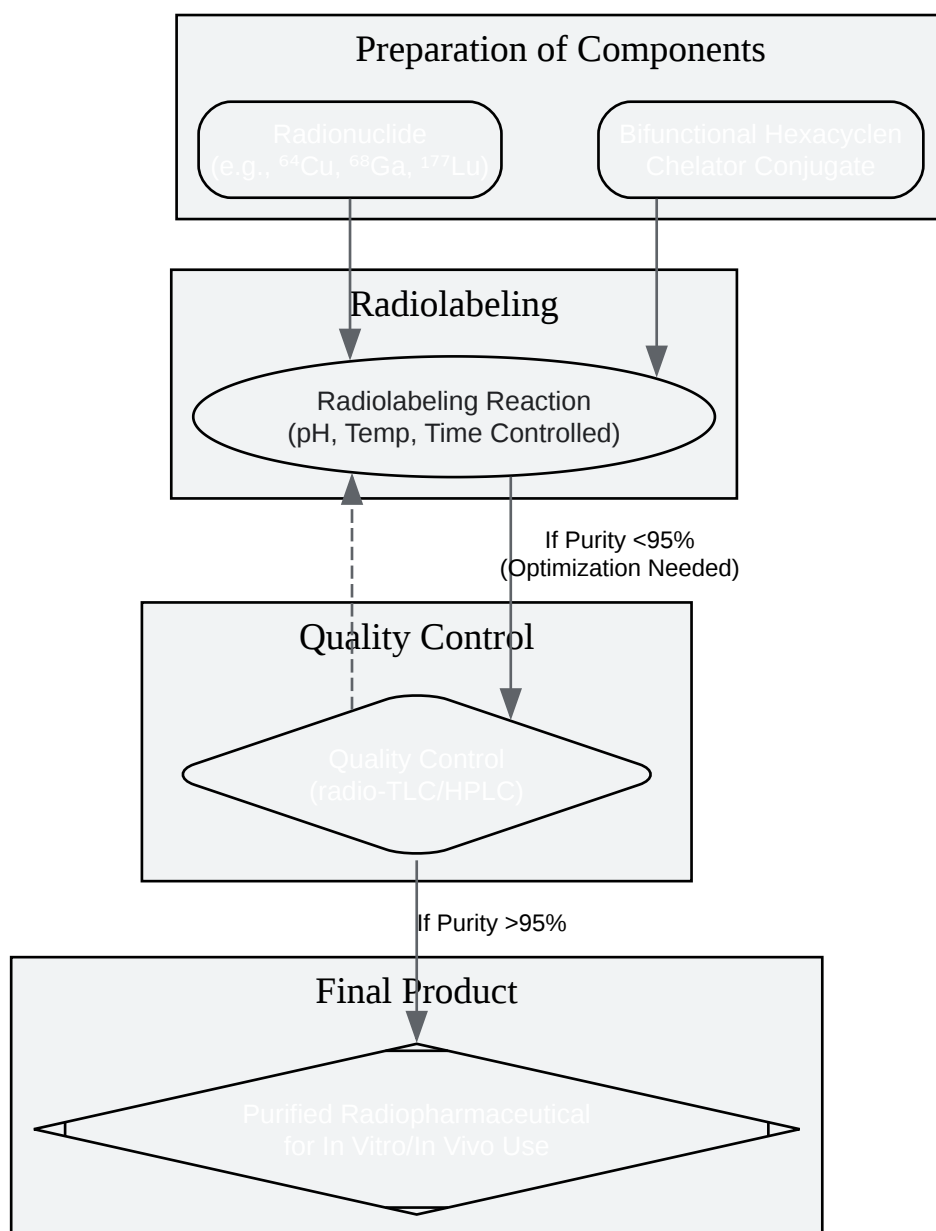 Preparation of Components
Radionuclide
(e.g., ⁶⁴Cu, ⁶⁸Ga, ¹⁷⁷Lu)
Bifunctional Hexacyclen
Chelator Conjugate
Radiolabeling
Radiolabeling Reaction
(pH, Temp, Time Controlled)
If Purity <95%
(Optimization Needed)
Quality Control
Quality Control
(radio-TLC/HPLC)
If Purity >95%
Final Product
Purified Radiopharmaceutical
for In Vitro/In Vivo Use